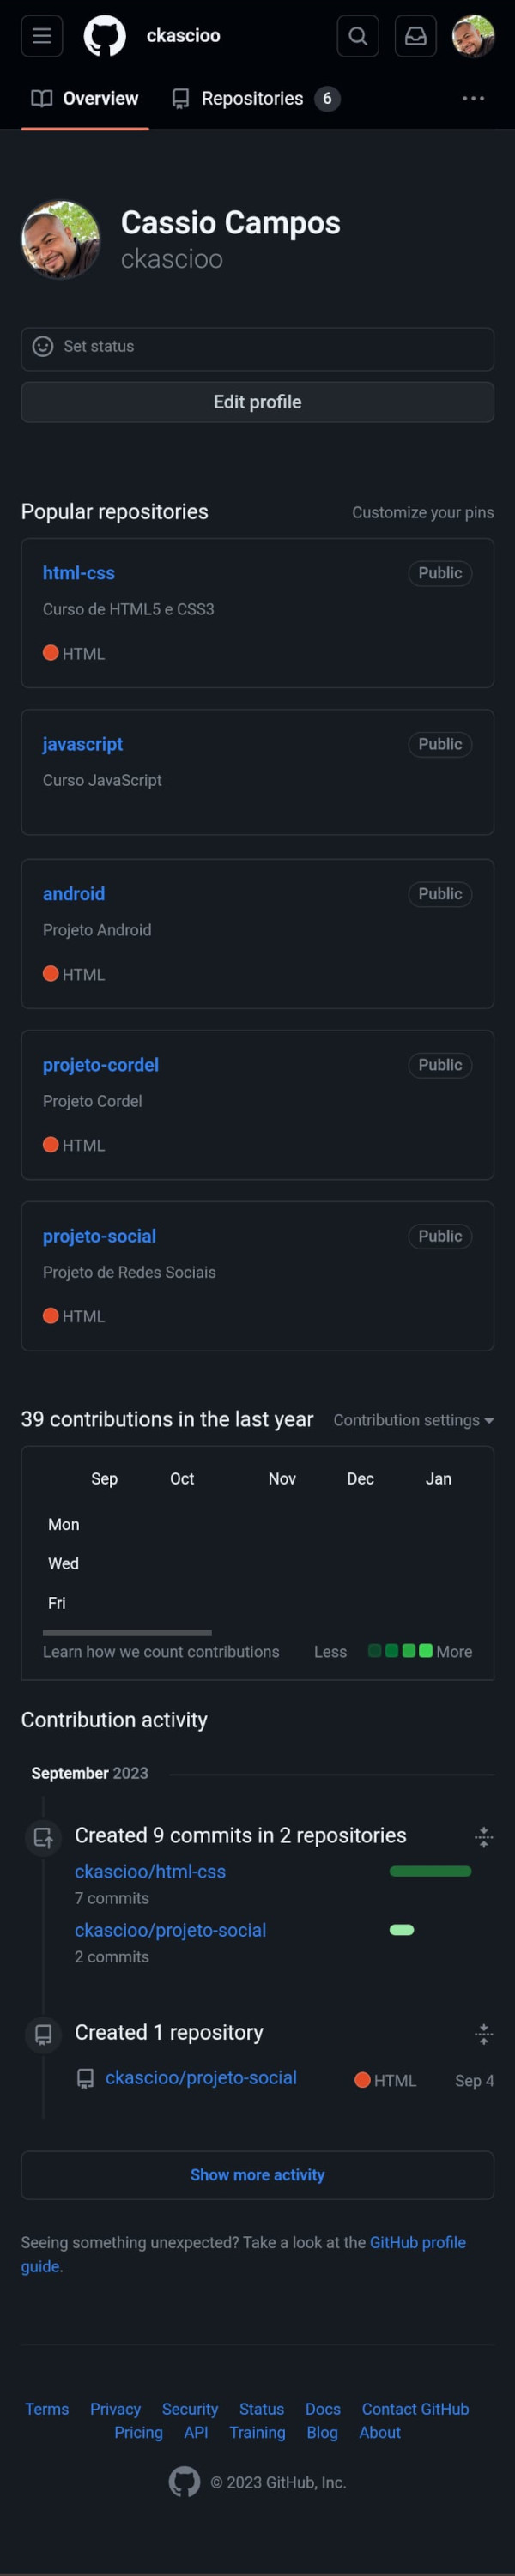 ckascioo
Overview Repositories 6
Cassio Campos
ckascioo
Set status
Edit profile
Popular repositories Customize your pins
html-css Public
Curso de HTML5 e CSS3
HTML
javascript Public
Curso JavaScript
android Public
Projeto Android
HTML
projeto-cordel Public
Projeto Cordel
HTML
projeto-social Public
Projeto de Redes Sociais
HTML
39 contributions in the last year Contribution settings
Sep Oct Nov Dec Jan
Mon
Wed
Fri
Learn how we count contributions Less More
Contribution activity
September 2023
Created 9 commits in 2 repositories
ckascioo/html-css
7 commits
ckascioo/projeto-social
2 commits
Created 1 repository
ckascioo/projeto-social HTML Sep 4
Show more activity
Seeing something unexpected? Take a look at the GitHub profile
guide.
Terms Privacy Security Status Docs Contact GitHub
Pricing API Training Blog About
© 2023 GitHub, Inc.